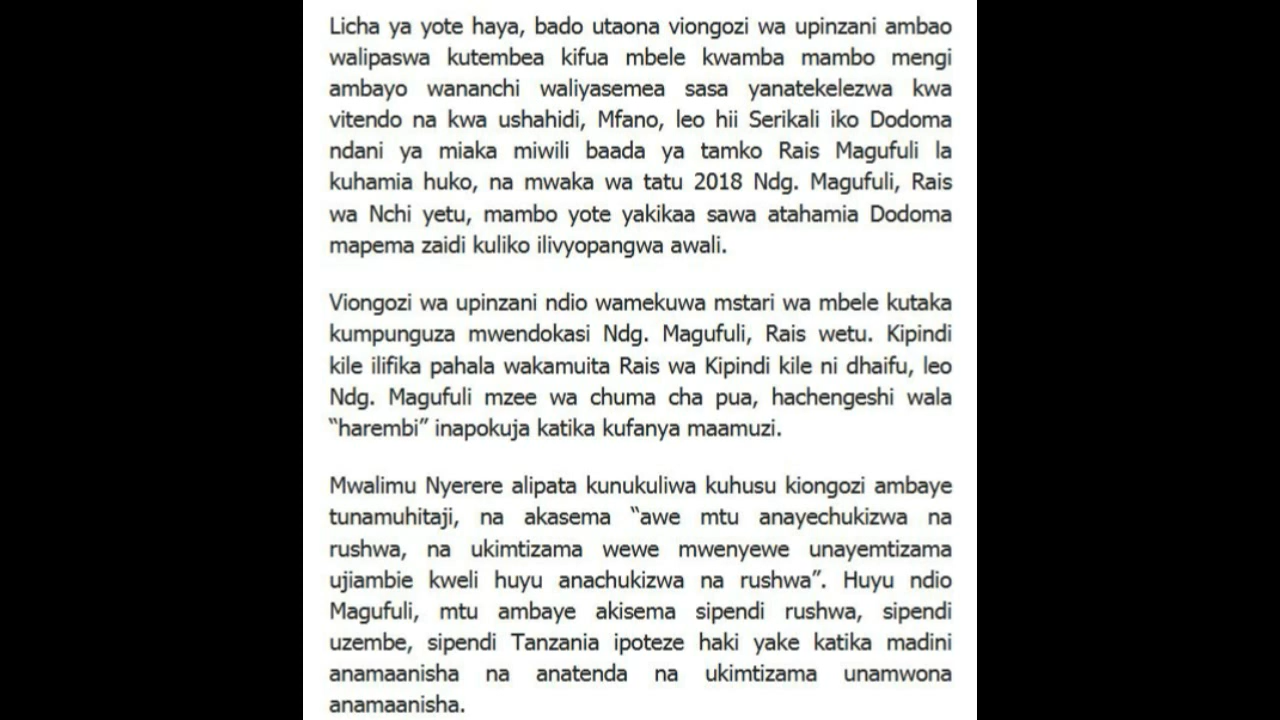 Licha ya yote haya, bado utaona viongozi wa upinzani ambao
walipaswa kutembea kifua mbele kwamba mambo mengi
ambayo wananchi waliyasemea sasa yanatekelezwa kwa
vitendo na kwa ushahidi, Mfano, leo hii Serikali iko Dodoma
ndani ya miaka miwili baada ya tamko Rais Magufuli la
kuhamia huko, na mwaka wa tatu 2018 Ndg. Magufuli, Rais
wa Nchi yetu, mambo yote yakikaa sawa atahamia Dodoma
mapema zaidi kuliko ilivyopangwa awali.
Viongozi wa upinzani ndio wamekuwa mstari wa mbele kutaka
kumpunguza mwendokasi Ndg. Magufuli, Rais wetu. Kipindi
kile ilifika pahala wakamuita Rais wa Kipindi kile ni dhaifu, leo
Ndg. Magufuli mzee wa chuma cha pua, hachengeshi wala
“harembi” inapokuja katika kufanya maamuzi.
Mwalimu Nyerere alipata kunukuliwa kuhusu kiongozi ambaye
tunamuhitaji, na akasema “awe mtu anayechukizwa na
rushwa, na ukimtizama wewe mwenyewe unayemtizama
ujiambie kweli huyu anachukizwa na rushwa”. Huyu ndio
Magufuli, mtu ambaye akisema sipendi rushwa, sipendi
uzembe, sipendi Tanzania ipoteze haki yake katika madini
anamaanisha na anatenda na ukimtizama unamwona
anamaanisha.